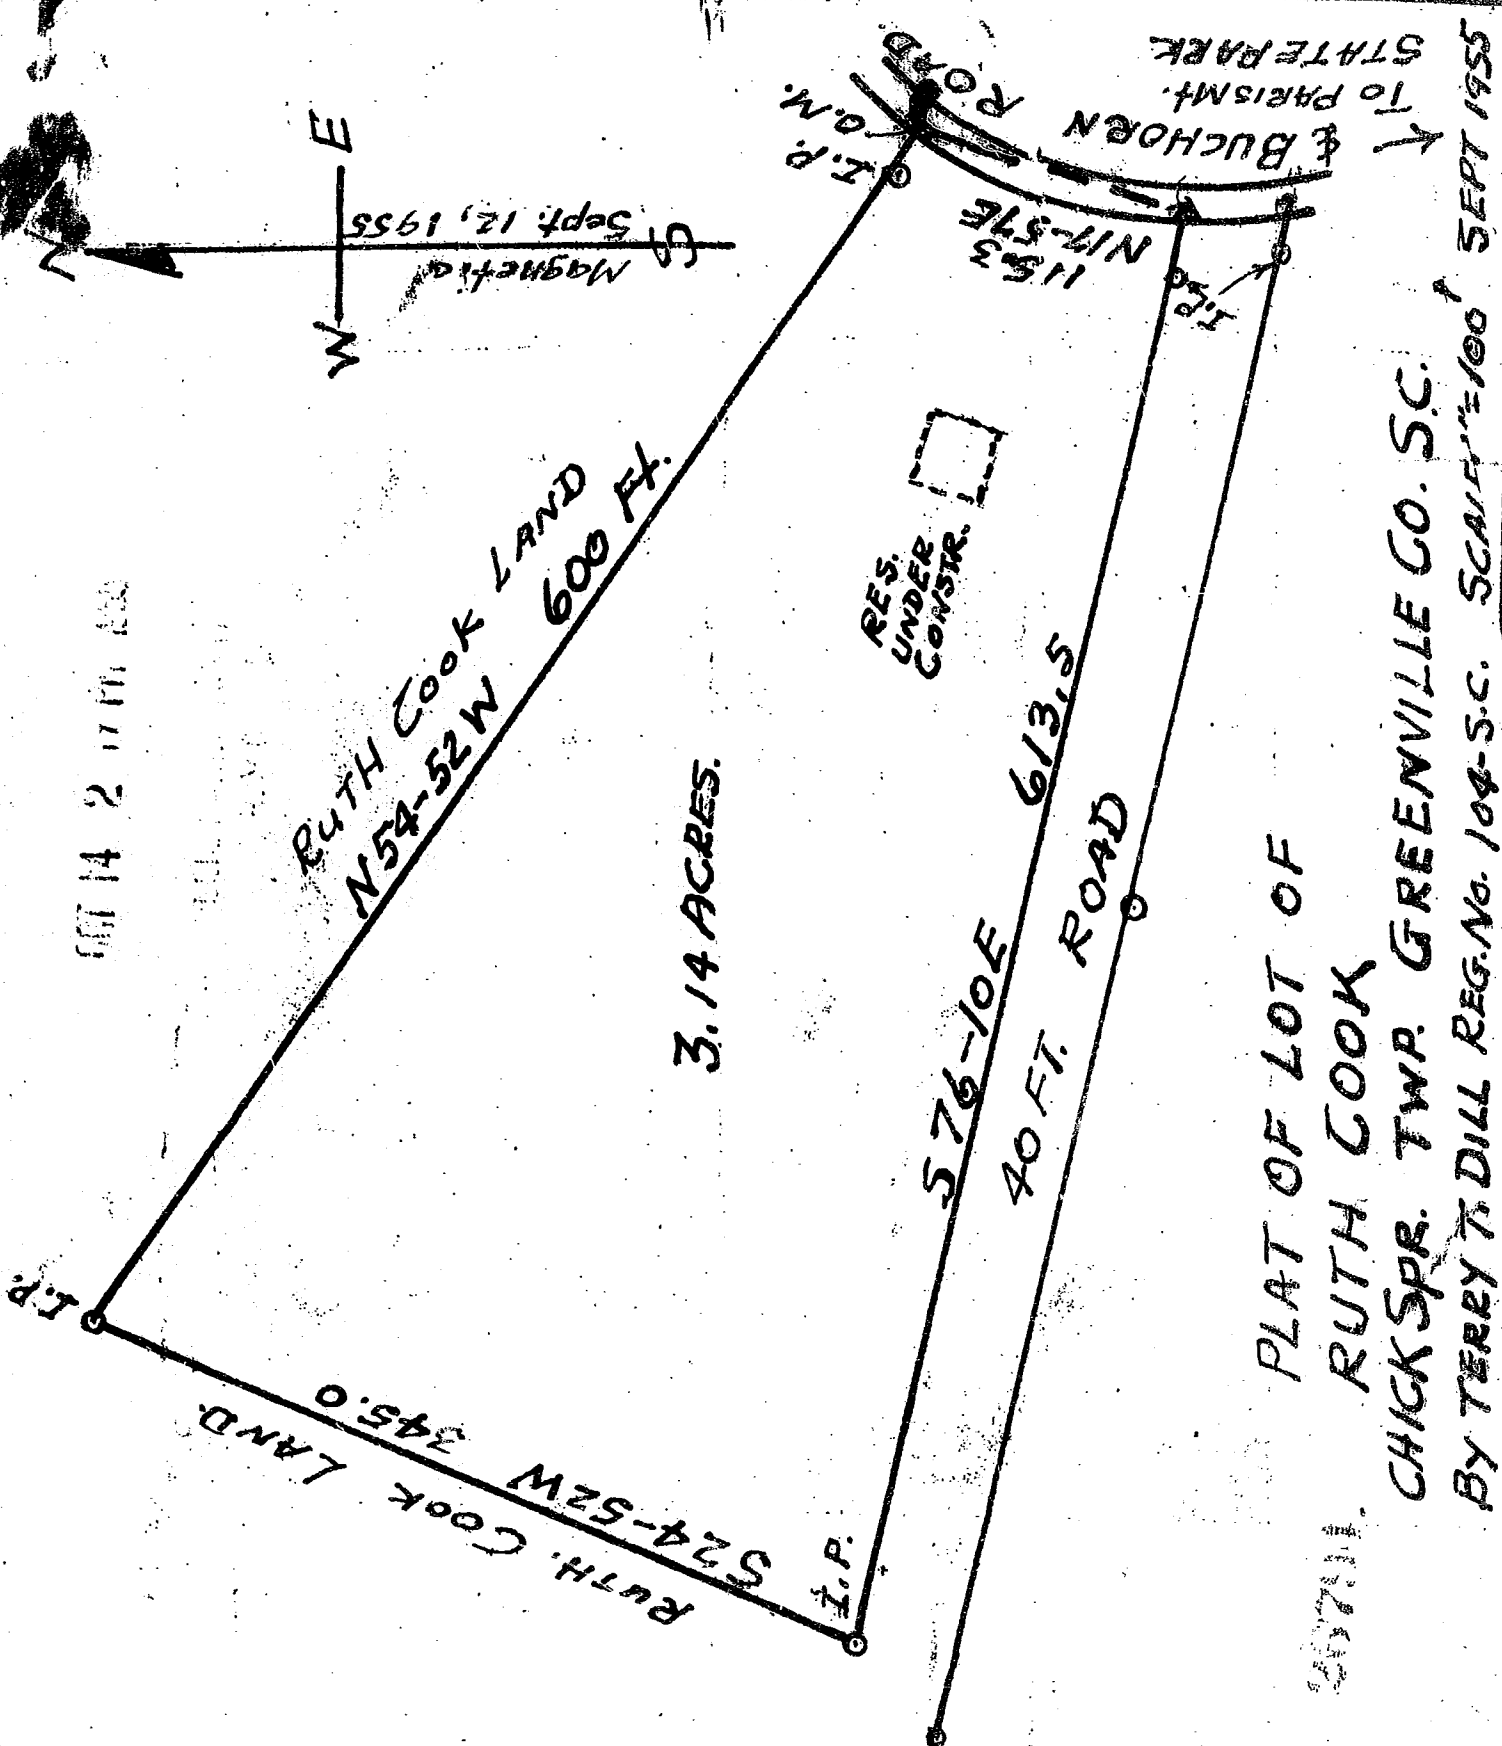 N
E
W
S
Magnetic
Sept. 12, 1955
RUTH COOK LAND
N54-52W 600 Ft.
I.P.
O.M.
I.P.
℄ BUCHORN ROAD
TO PARIS Mt.
STATE PARK
N17-57E
115.3
I.P.
RES.
UNDER
CONSTR.
3.14 ACRES.
S76-10E 613.5
40 FT. ROAD
I.P.
S24-52W 345.0
RUTH. COOK LAND.
I.P.
PLAT OF LOT OF
RUTH COOK
CHICK SPR. TWP. GREENVILLE CO. S.C.
BY TERRY T. DILL REG. No. 104-S.C. SCALE 1"=100' SEPT 1955